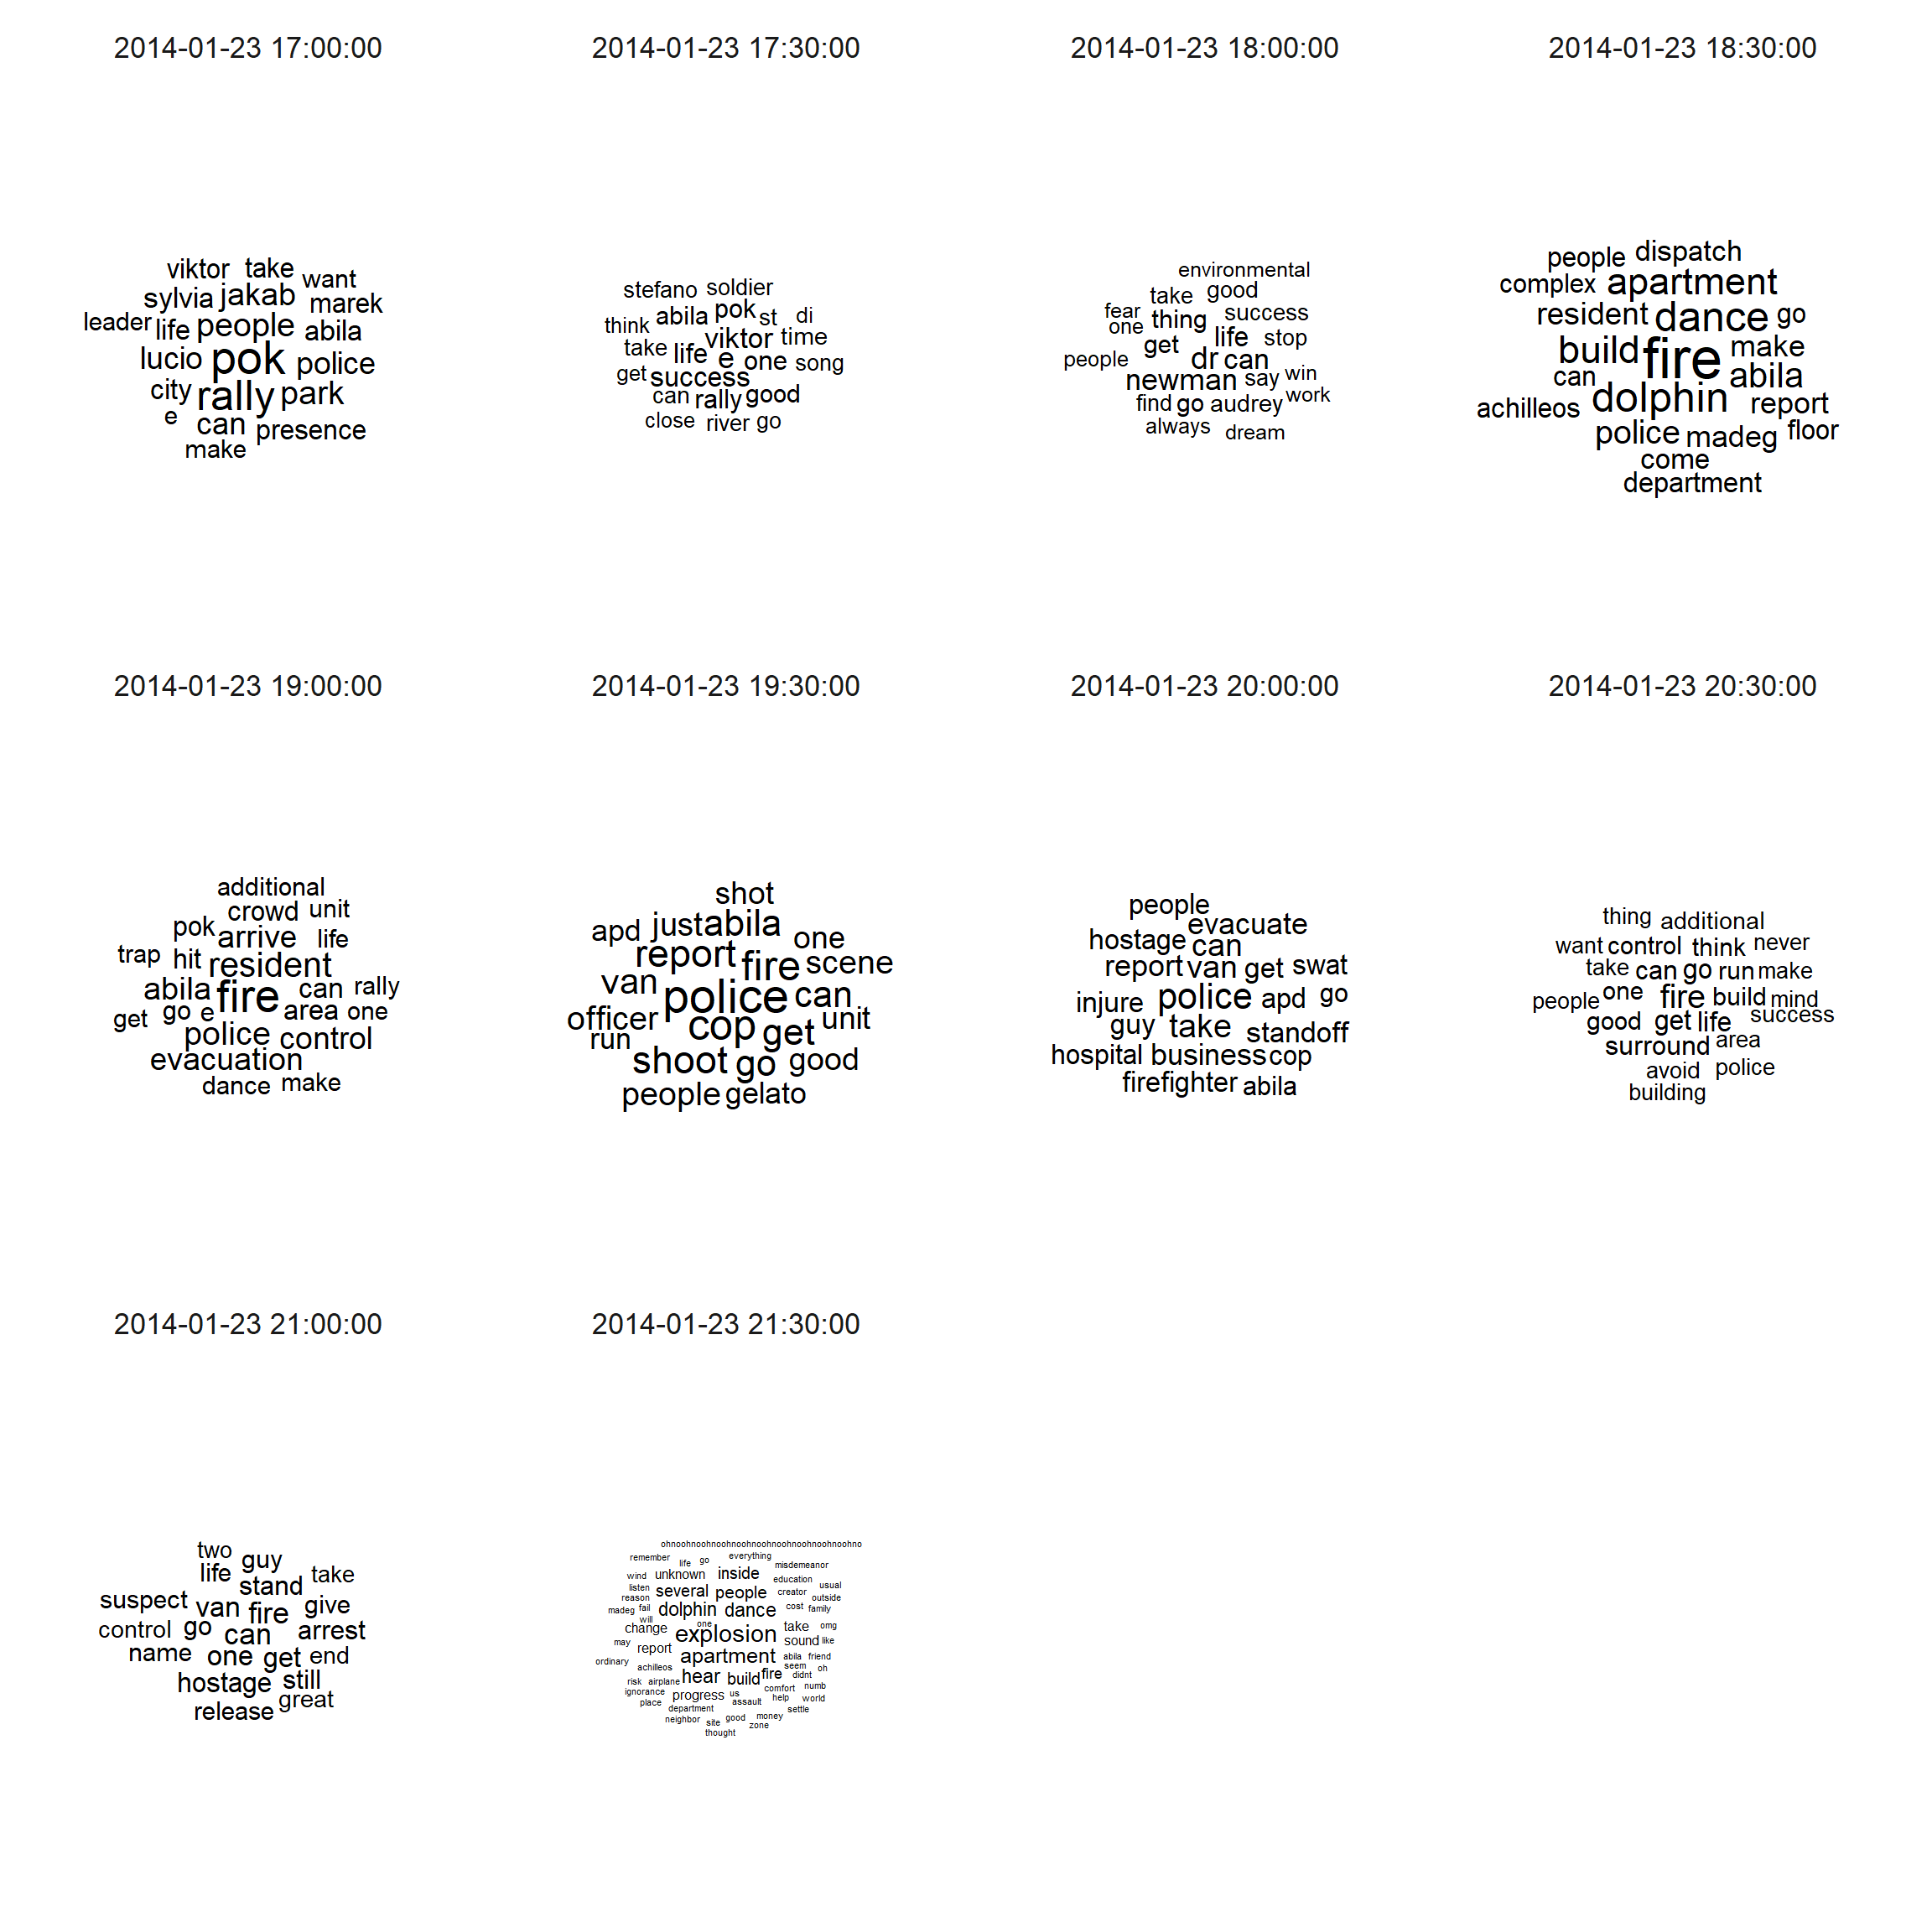 2014-01-23 17:00:00
viktor take want
sylvia jakab marek
leader life people abila
lucio pok police
city rally park
e can presence
make
2014-01-23 17:30:00
stefano soldier
think abila pok st di
take life viktor time
get success e one song
can rally good
close river go
2014-01-23 18:00:00
environmental
take good
fear one thing success
people get life stop
dr can
newman say win
find go audrey work
always dream
2014-01-23 18:30:00
people dispatch
complex apartment
resident dance go
build fire make
can abila
achilleos dolphin report
police madeg floor
come
department
2014-01-23 19:00:00
additional
pok crowd unit
trap hit arrive life
resident
abila fire can rally
get go e area one
police control
evacuation
dance make
2014-01-23 19:30:00
shot
apd just abila one
report fire scene
van police can
officer cop get unit
run shoot go good
people gelato
2014-01-23 20:00:00
people
hostage evacuate
can
report van get swat
injure police apd go
guy take standoff
hospital business cop
firefighter abila
2014-01-23 20:30:00
thing additional
want control think never
take can go run make
people one fire build mind
good get life success
surround area
avoid police
building
2014-01-23 21:00:00
two guy
life stand take
suspect van fire give
control go can arrest
name one get end
hostage still
release great
2014-01-23 21:30:00
ohnoohnoohnoohnoohnoohnoohnoohnoohnoohno
remember life go everything misdemeanor
wind unknown inside education
listen several people creator usual
reason dolphin dance cost family outside
madeg fail will
change one explosion take omg
may report apartment sound like
ordinary achilleos hear build fire abila friend
seem didnt oh
risk airplane comfort numb
ignorance progress us help world
place department assault settle
neighbor site good money
thought zone